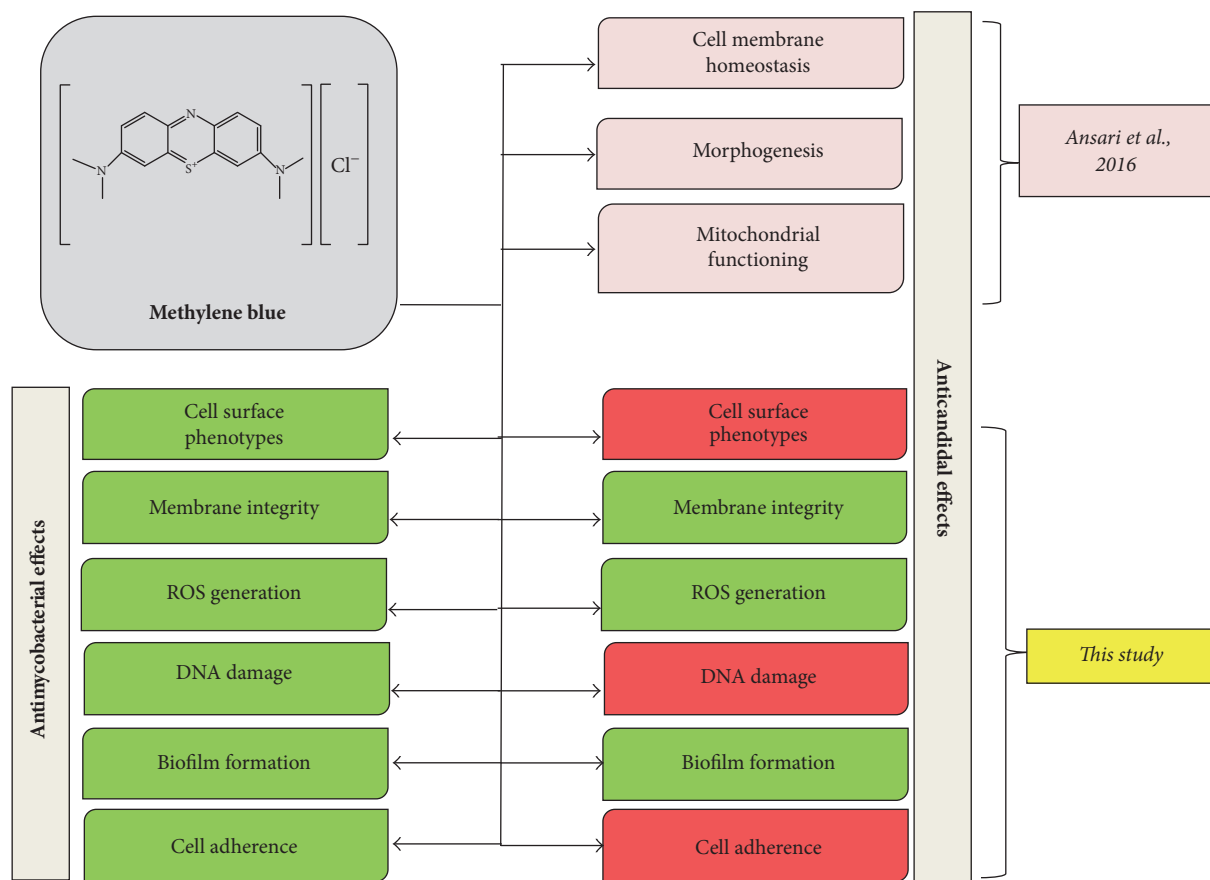 N
N
S+
N
Cl−
Methylene blue
Cell membrane
homeostasis
Morphogenesis
Mitochondrial
functioning
Ansari et al.,
2016
Antimycobacterial effects
Cell surface
phenotypes
Membrane integrity
ROS generation
DNA damage
Biofilm formation
Cell adherence
Cell surface
phenotypes
Membrane integrity
ROS generation
DNA damage
Biofilm formation
Cell adherence
Anticandidal effects
This study